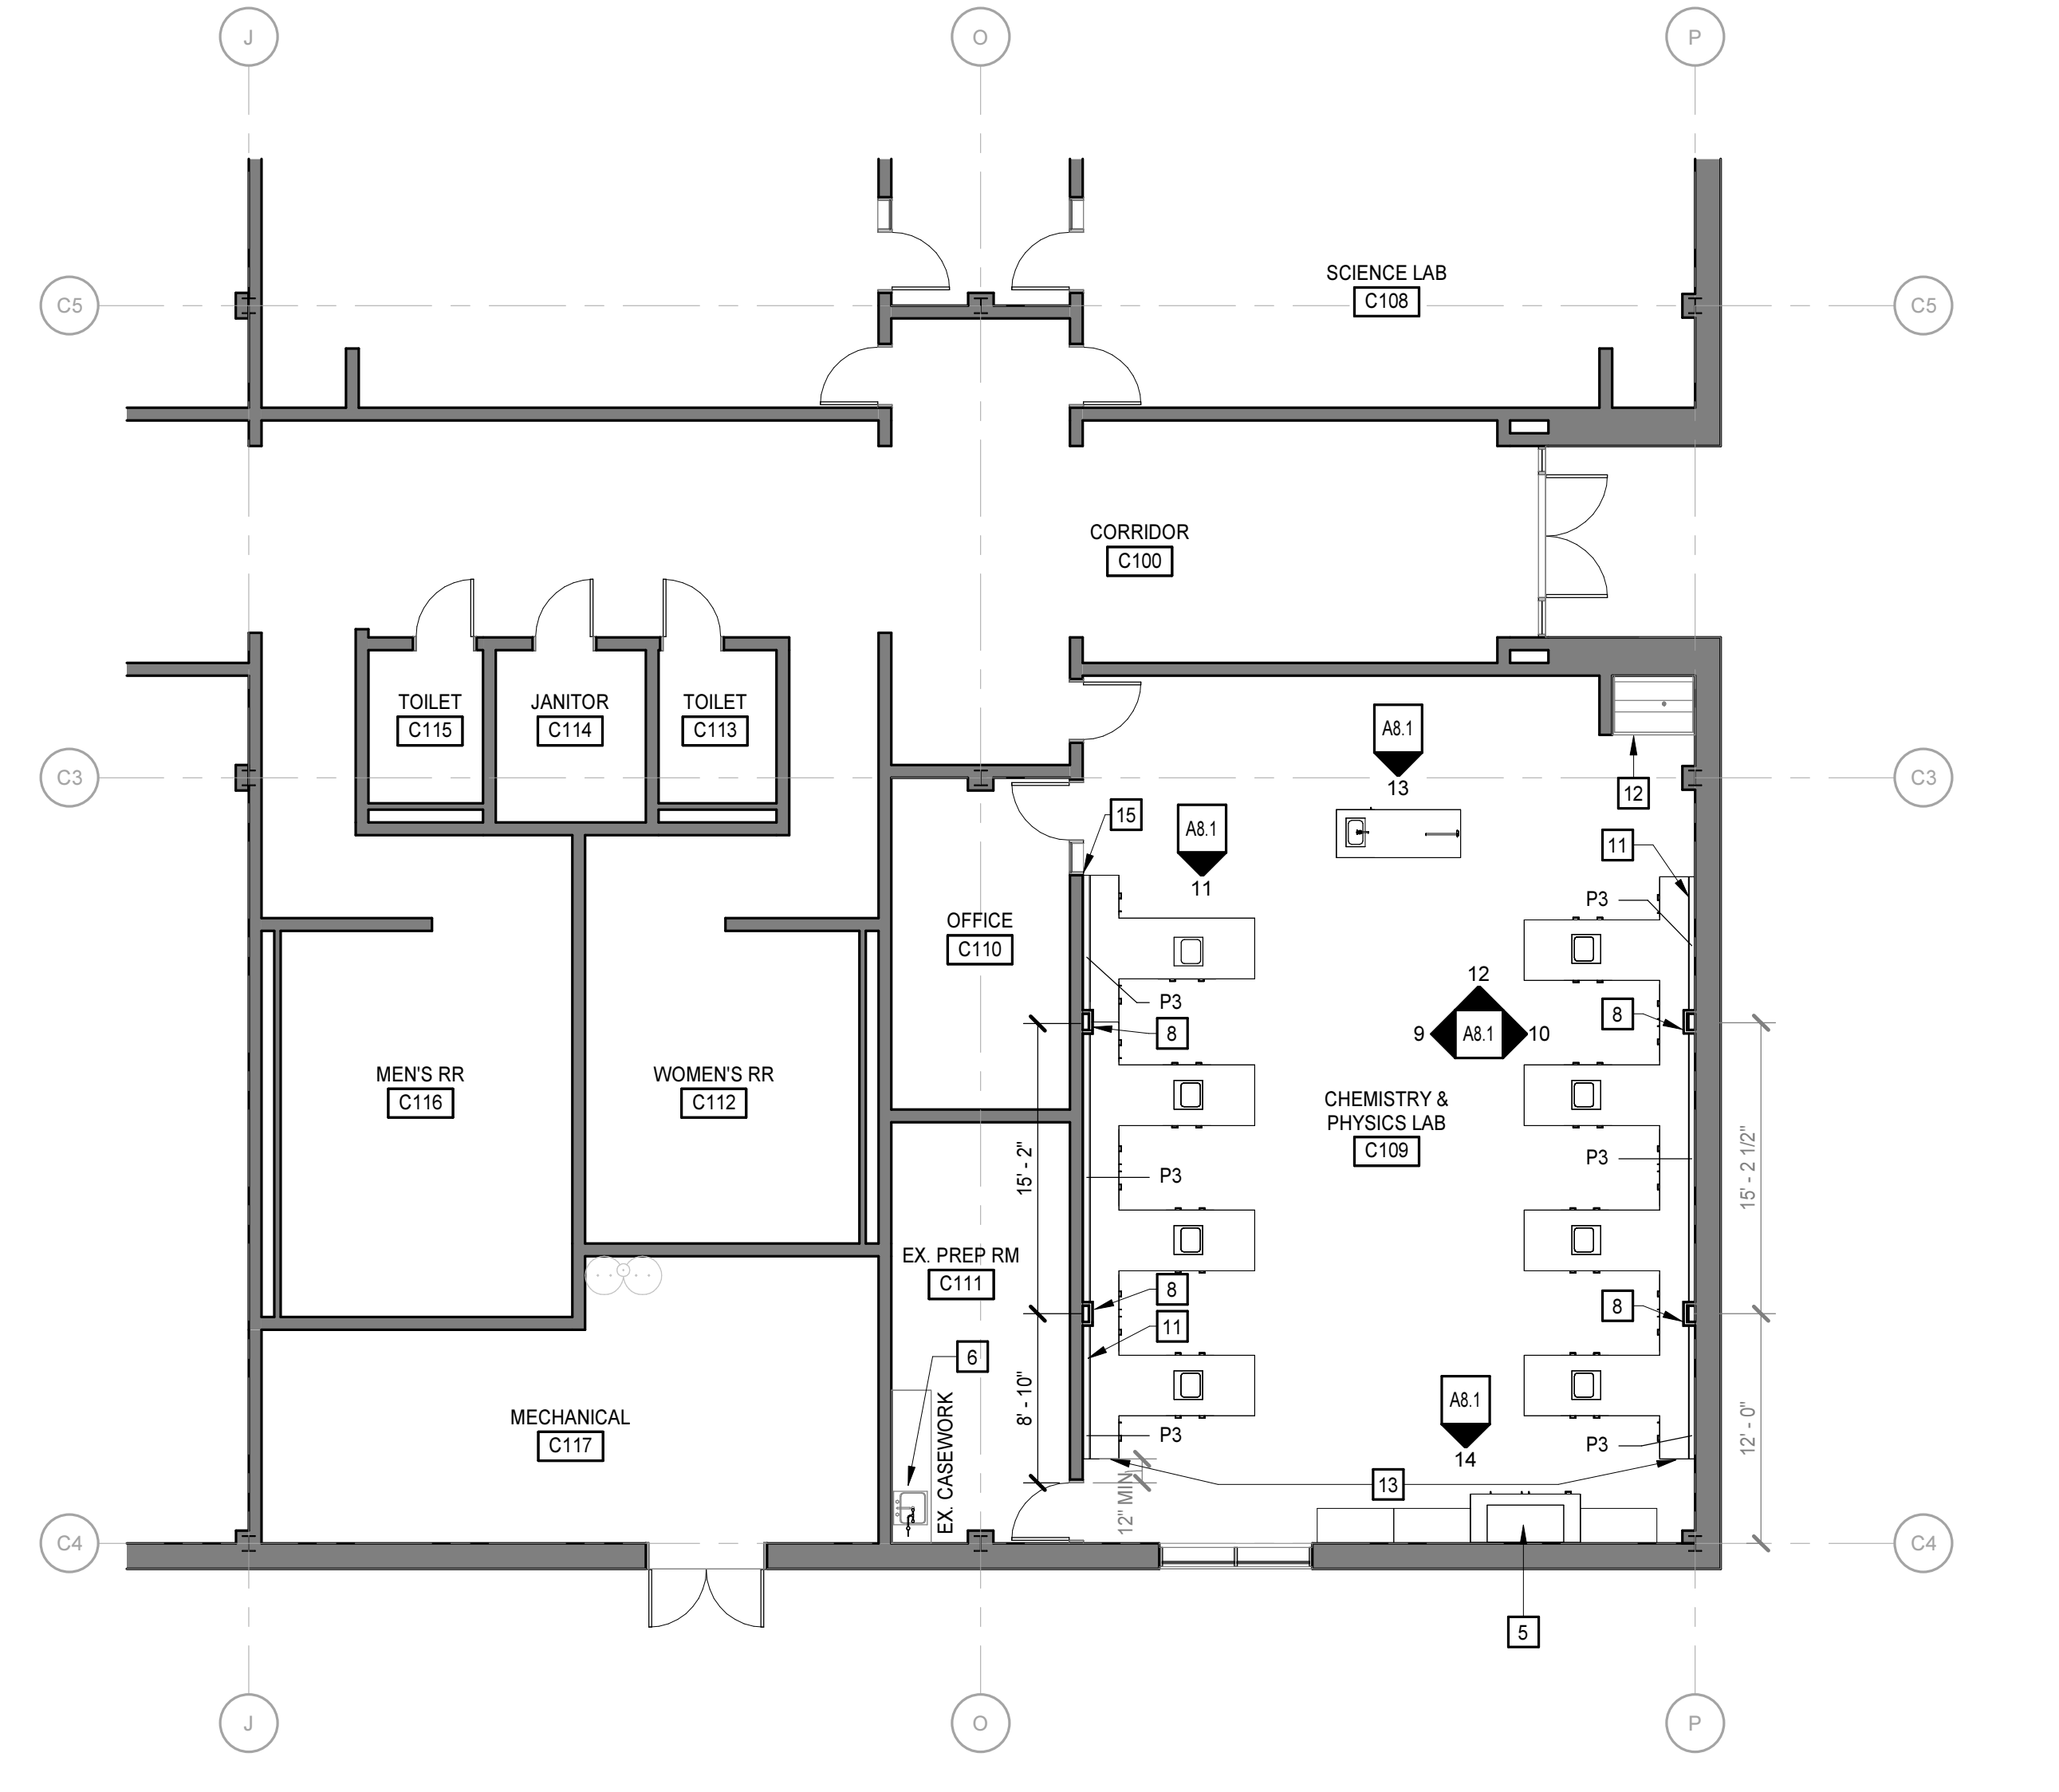 J
O
P
C5
SCIENCE LAB
C108
C5
CORRIDOR
C100
TOILET
C115
JANITOR
C114
TOILET
C113
C3
A8.1
13
12
C3
15
A8.1
11
11
P3
OFFICE
C110
P3
8
12
9
A8.1
10
8
MEN'S RR
C116
WOMEN'S RR
C112
CHEMISTRY &
PHYSICS LAB
C109
15' - 2"
P3
P3
15' - 2 1/2"
EX. PREP RM
C111
8
11
8
6
8' - 10"
EX. CASEWORK
MECHANICAL
C117
P3
A8.1
14
P3
12' - 0"
12" MIN.
13
C4
C4
5
J
O
P